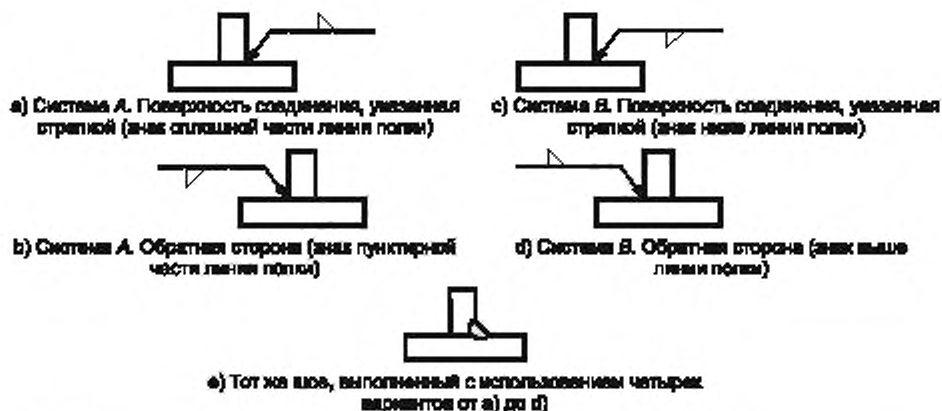 a) Система A. Поверхность соединения, указанная
стрелкой (знак сплошной части линии полки)
c) Система B. Поверхность соединения, указанная
стрелкой (знак ниже линии полки)
b) Система A. Обратная сторона (знак пунктирной
части линии полки)
d) Система B. Обратная сторона (знак выше
линии полки)
e) Тот же шов, выполненный с использованием четырех
вариантов от a) до d)